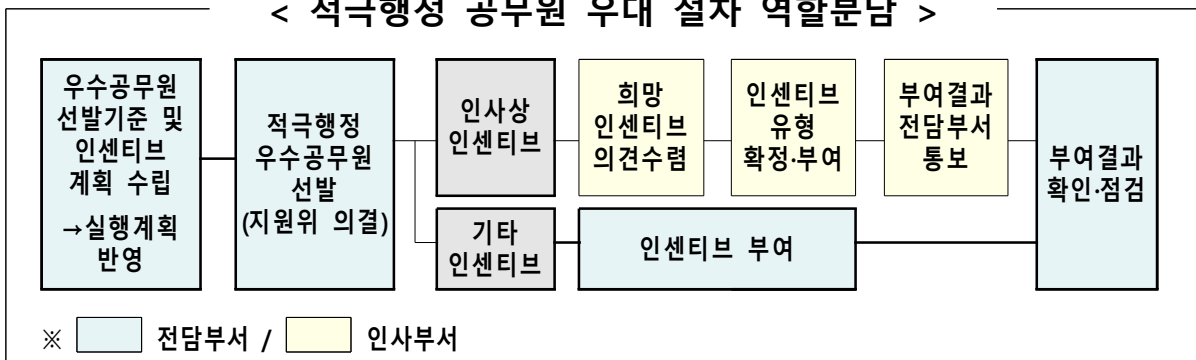 < 적극행정 공무원 우대 절차 역할분담 >
우수공무원
선발기준 및
인센티브
계획 수립
→실행계획
반영
적극행정
우수공무원
선발
(지원위 의결)
인사상
인센티브
희망
인센티브
의견수렴
인센티브
유형
확정·부여
부여결과
전담부서
통보
기타
인센티브
인센티브 부여
부여결과
확인·점검
※ 전담부서 / 인사부서